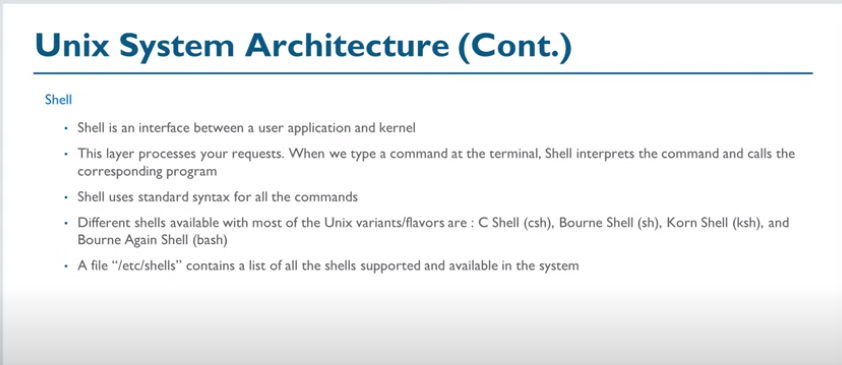 Unix System Architecture (Cont.)
Shell
• Shell is an interface between a user application and kernel
• This layer processes your requests. When we type a command at the terminal, Shell interprets the command and calls the
corresponding program
• Shell uses standard syntax for all the commands
• Different shells available with most of the Unix variants/flavors are : C Shell (csh), Bourne Shell (sh), Korn Shell (ksh), and
Bourne Again Shell (bash)
• A file “/etc/shells” contains a list of all the shells supported and available in the system